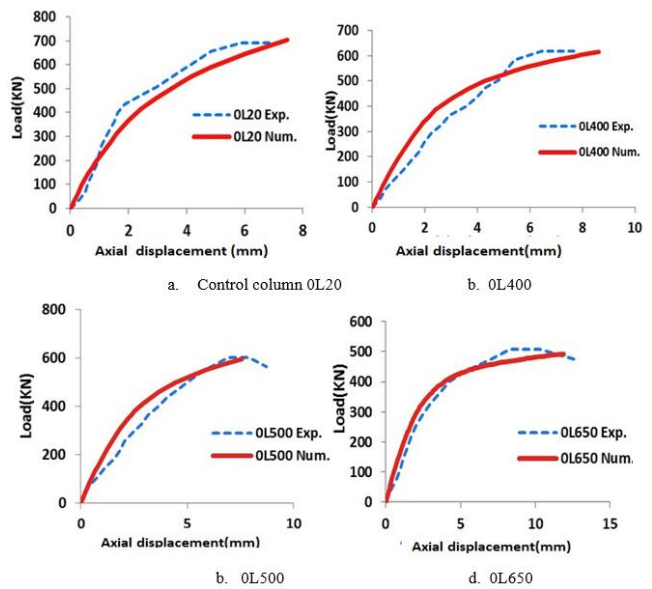 800
700
600
500
400
300
200
100
0
Load(KN)
0L20 Exp.
0L20 Num.
0 2 4 6 8
Axial displacement (mm)
a. Control column 0L20
800
700
600
500
400
300
200
100
0
Load(KN)
0L400 Exp.
0L400 Num.
0 2 4 6 8 10
Axial displacement(mm)
b. 0L400
800
600
400
200
0
Load(KN)
0L500 Exp.
0L500 Num.
0 5 10
Axial displacement(mm)
b. 0L500
600
500
400
300
200
100
0
Load(KN)
0L650 Exp.
0L650 Num.
0 5 10 15
Axial displacement(mm)
d. 0L650